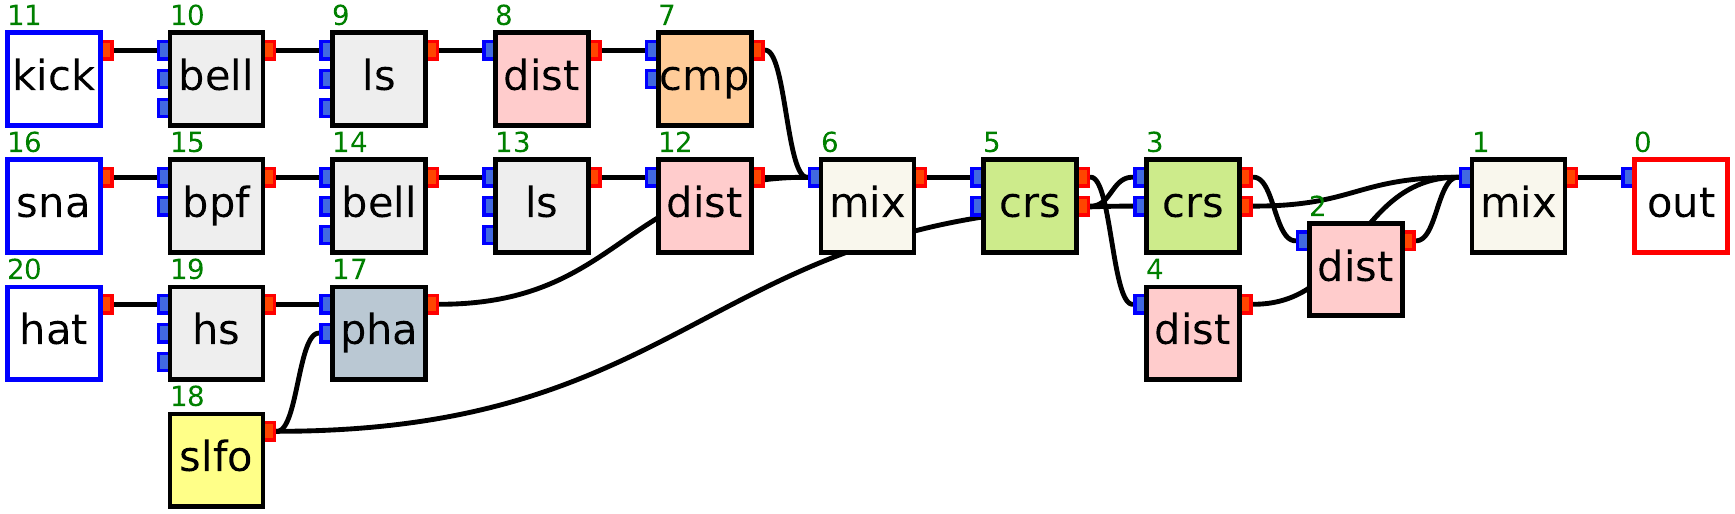 11 10 9 8 7
kick bell ls dist cmp
16 15 14 13 12 6 5 3 1 0
sna bpf bell ls dist mix crs crs mix out
2
dist
20 19 17 4
hat hs pha dist
18
slfo